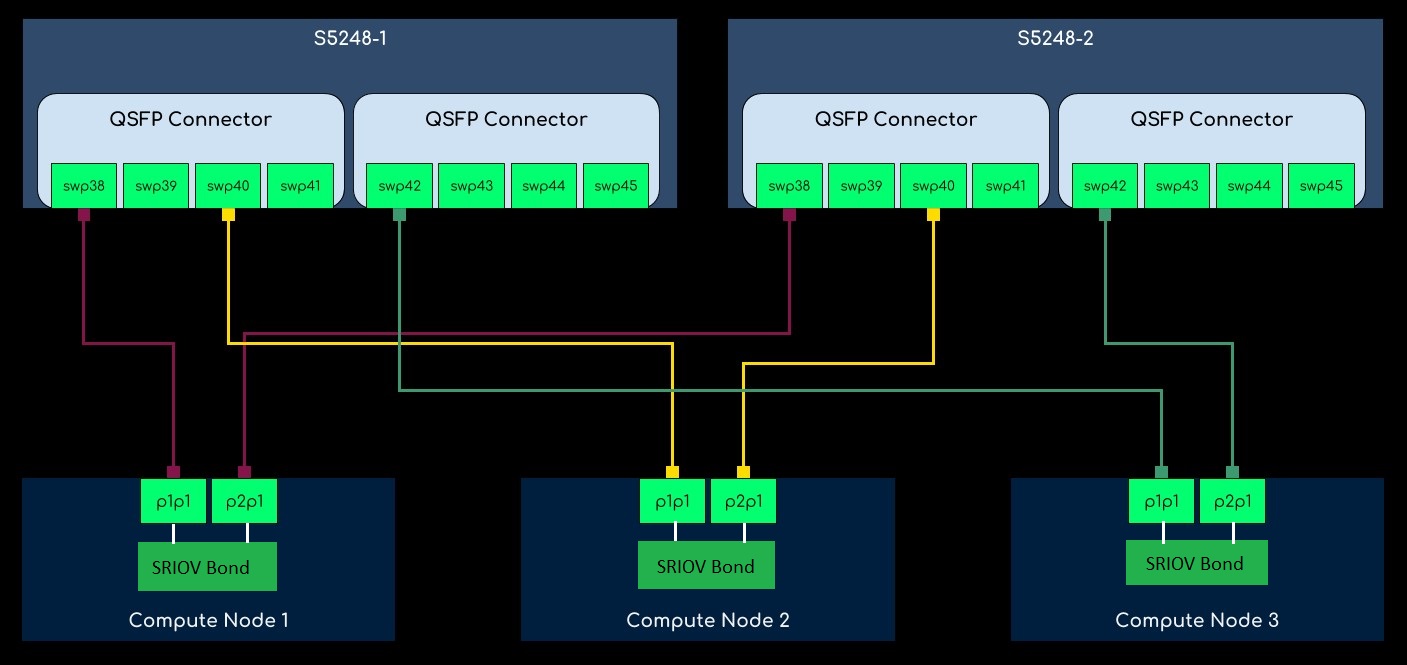 S5248-1
S5248-2
QSFP Connector
QSFP Connector
QSFP Connector
QSFP Connector
swp38 swp39 swp40 swp41
swp42 swp43 swp44 swp45
swp38 swp39 swp40 swp41
swp42 swp43 swp44 swp45
p1p1 p2p1
SRIOV Bond
Compute Node 1
p1p1 p2p1
SRIOV Bond
Compute Node 2
p1p1 p2p1
SRIOV Bond
Compute Node 3